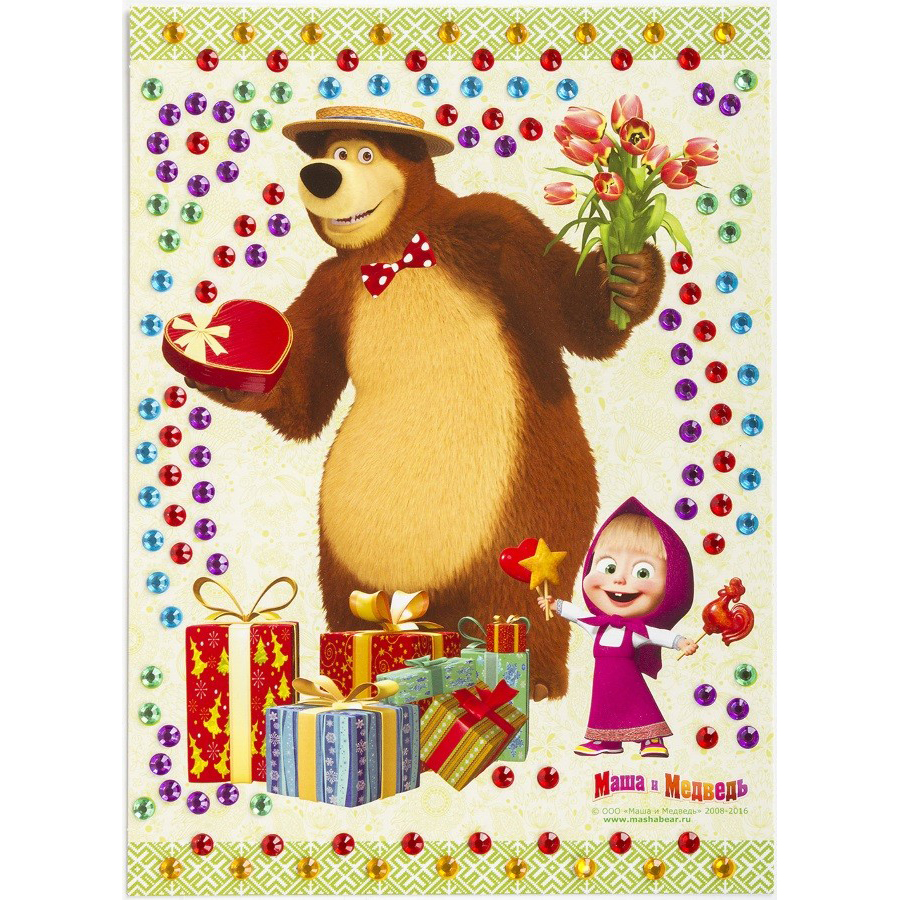 Маша и Медведь
© ООО «Маша и Медведь» 2008-2016
www.mashabear.ru